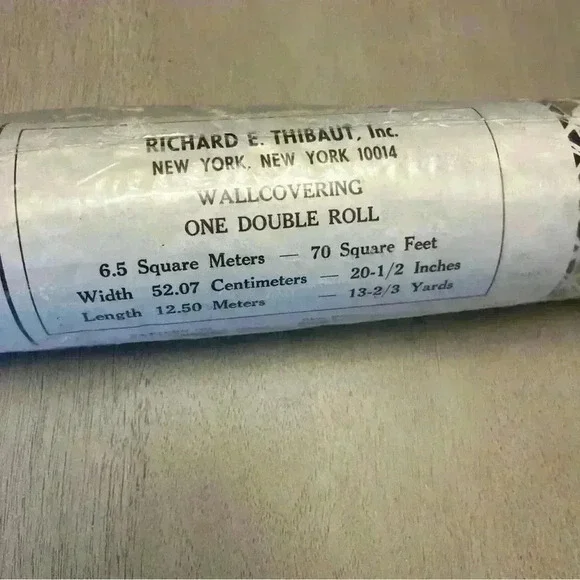 RICHARD E. THIBAUT, Inc.
NEW YORK, NEW YORK 10014
WALLCOVERING
ONE DOUBLE ROLL
6.5 Square Meters — 70 Square Feet
Width 52.07 Centimeters — 20-1/2 Inches
Length 12.50 Meters — 13-2/3 Yards